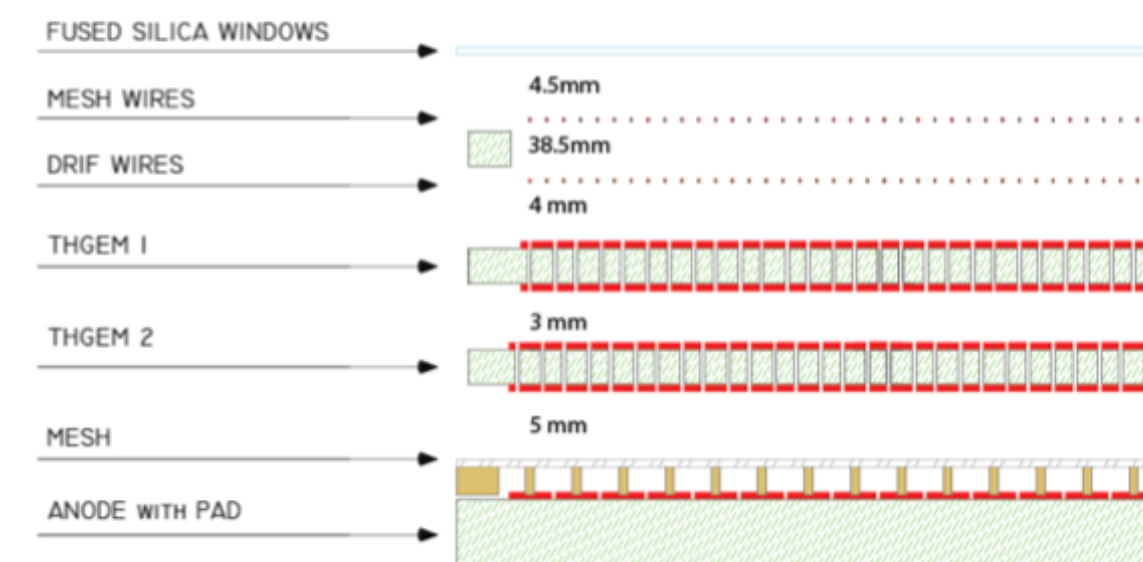 FUSED SILICA WINDOWS
4.5mm
MESH WIRES
38.5mm
DRIF WIRES
4 mm
THGEM 1
3 mm
THGEM 2
5 mm
MESH
ANODE WITH PAD